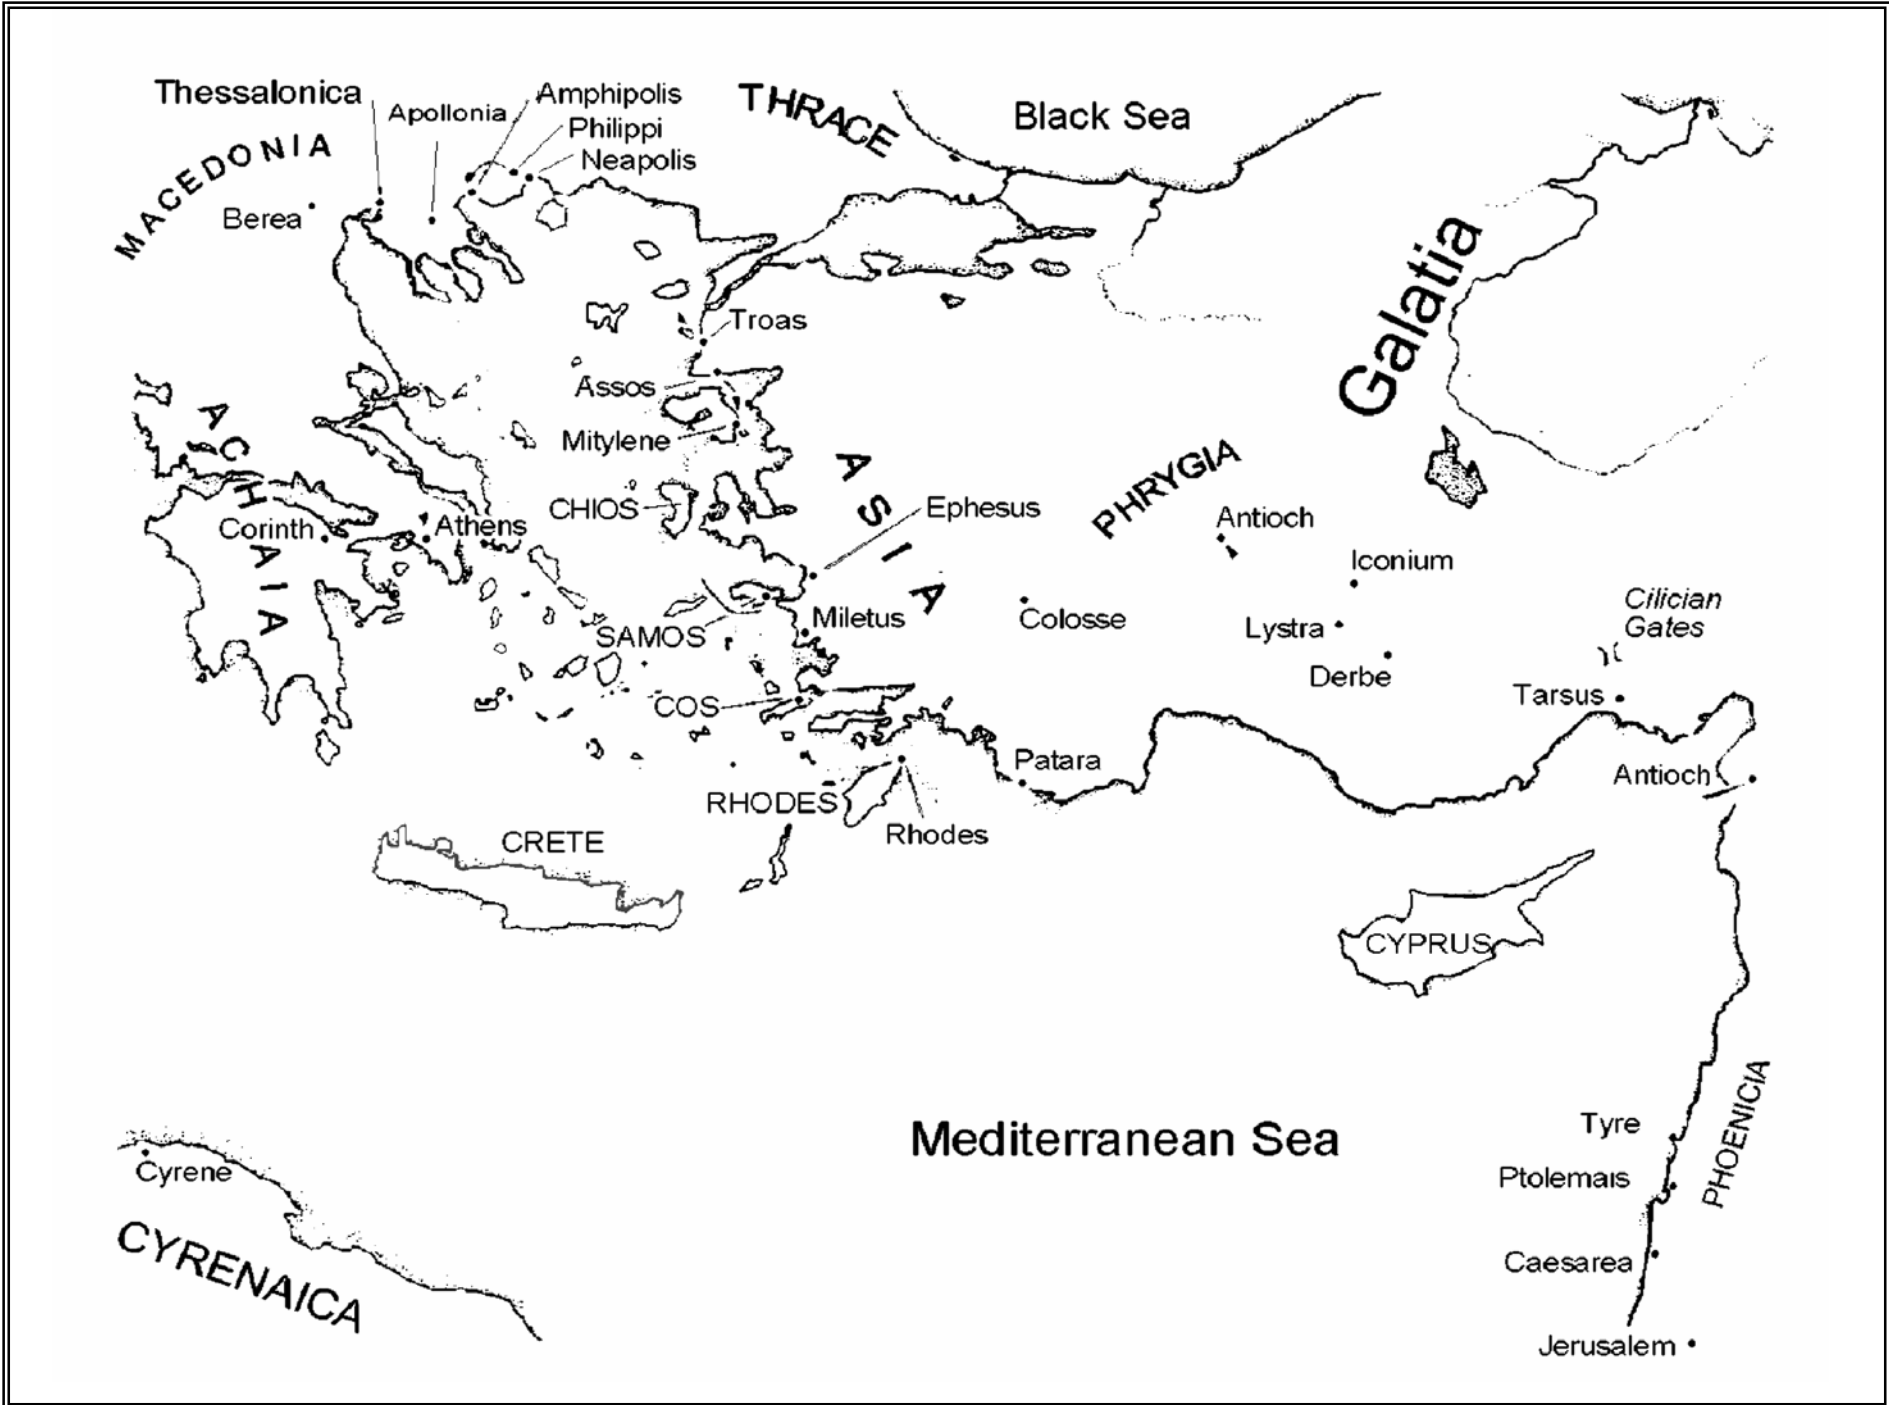 Thessalonica
Apollonia
Amphipolis
Philippi
Neapolis
THRACE
Black Sea
MACEDONIA
Berea
Galatia
Troas
Assos
Mitylene
ACHAIA
ASIA
PHRYGIA
CHIOS
Ephesus
Antioch
Corinth
Athens
Iconium
Cilician
Gates
SAMOS
Miletus
Colosse
Lystra
Derbe
Tarsus
COS
Patara
Antioch
RHODES
Rhodes
CRETE
CYPRUS
Mediterranean Sea
Tyre
PHOENICIA
Ptolemais
Cyrene
CYRENAICA
Caesarea
Jerusalem